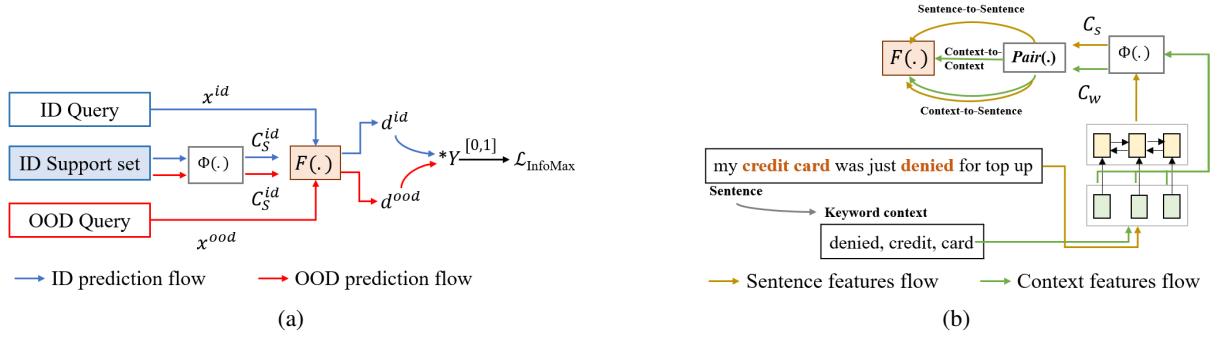 ID Query
x^{id}
ID Support set
Φ(.)
C_S^{id}
C_S^{id}
F(.)
d^{id}
d^{ood}
*Y
[0,1]
ℒ_{InfoMax}
OOD Query
x^{ood}
ID prediction flow
OOD prediction flow
(a)
Sentence-to-Sentence
F(.)
Context-to-
Context
Pair(.)
C_s
Φ(.)
C_w
Context-to-Sentence
my credit card was just denied for top up
Sentence
Keyword context
denied, credit, card
Sentence features flow
Context features flow
(b)